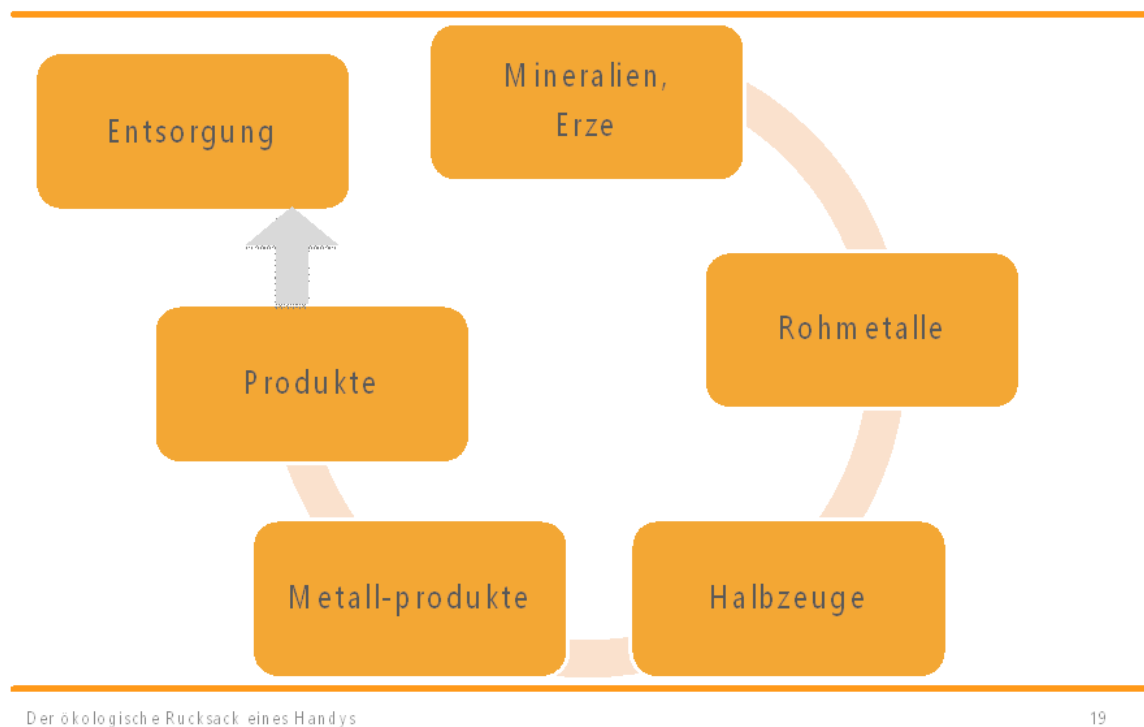 Mineralien,
Erze
Entsorgung
Rohmetalle
Produkte
Metall-produkte
Halbzeuge
Der ökologische Rucksack eines Handys
19